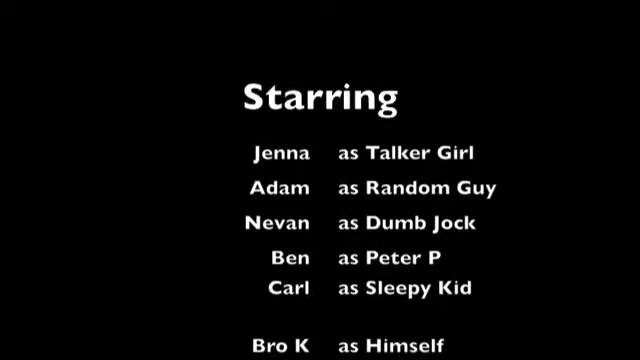 Starring
Jenna as Talker Girl
Adam as Random Guy
Nevan as Dumb Jock
Ben as Peter P
Carl as Sleepy Kid
Bro K as Himself